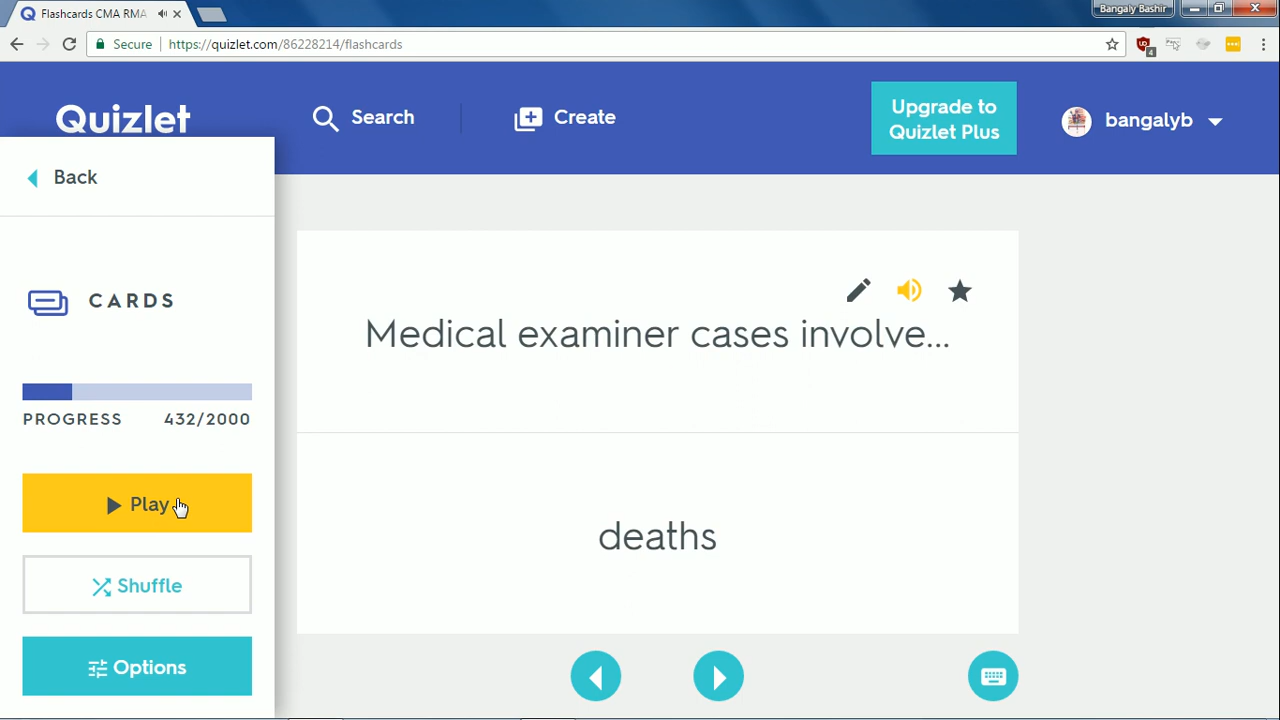 Flashcards CMA RMA
Bangaly Bashir
Secure
https://quizlet.com/86228214/flashcards
4
Quizlet
Search
Create
Upgrade to
Quizlet Plus
bangalyb
Back
CARDS
PROGRESS 432/2000
Play
Shuffle
Options
Medical examiner cases involve...
deaths